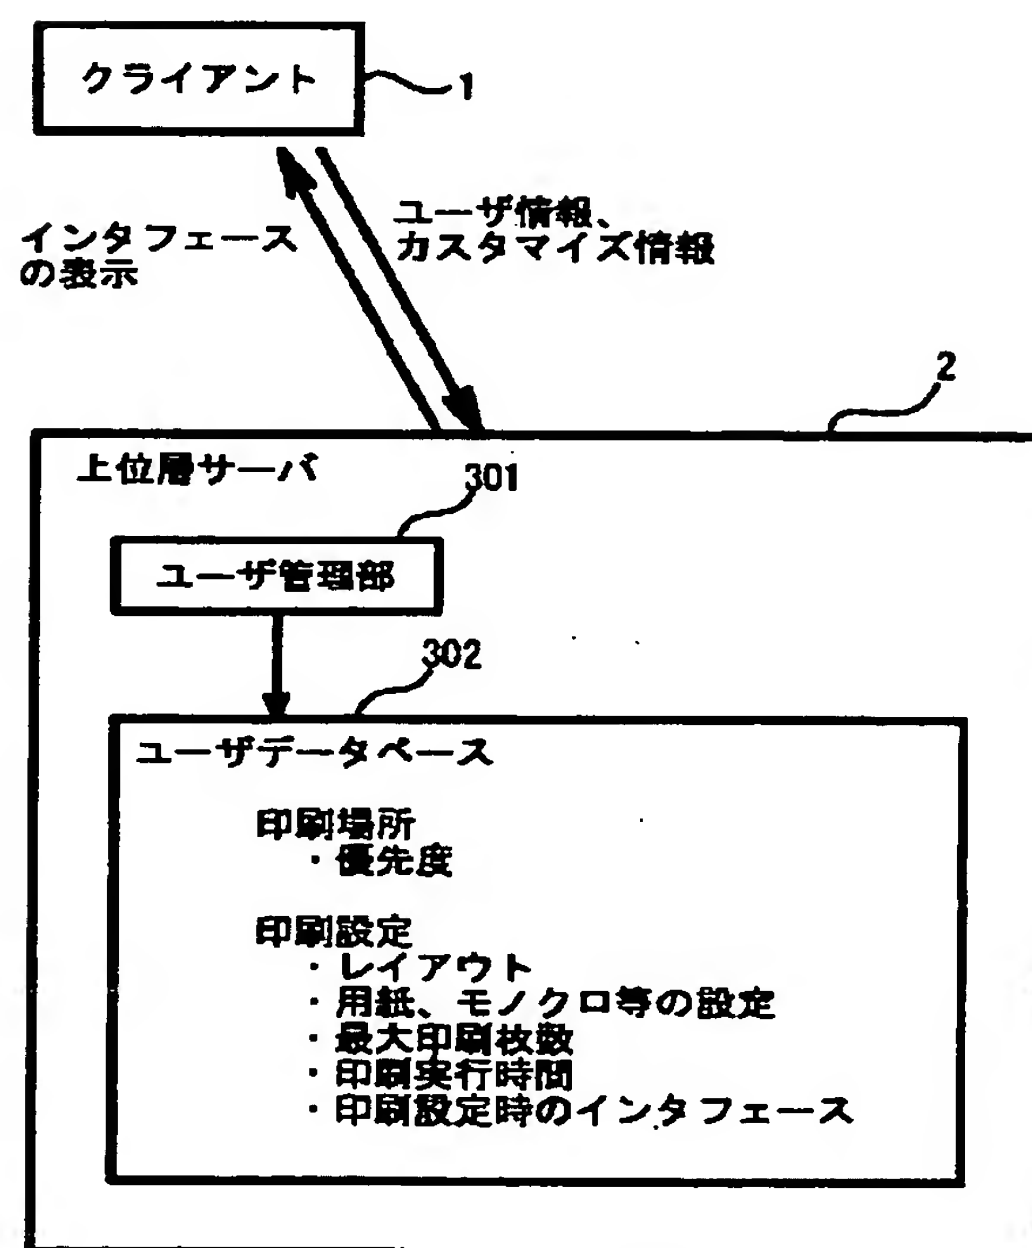 クライアント
1
ユーザ情報、
カスタマイズ情報
インタフェース
の表示
2
上位層サーバ
301
ユーザ管理部
302
ユーザデータベース
印刷場所
・優先度
印刷設定
・レイアウト
・用紙、モノクロ等の設定
・最大印刷枚数
・印刷実行時間
・印刷設定時のインタフェース